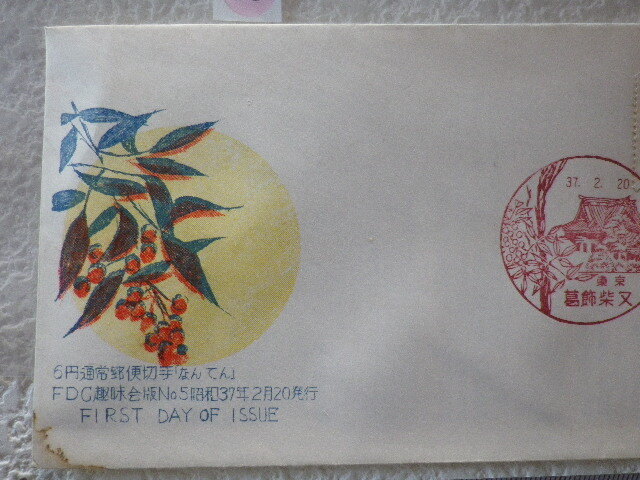 6円通常郵便切手「なんてん」
FDC趣味会版No5昭和37年2月20発行
FIRST DAY OF ISSUE
37. 2. 20
東京
葛飾柴又